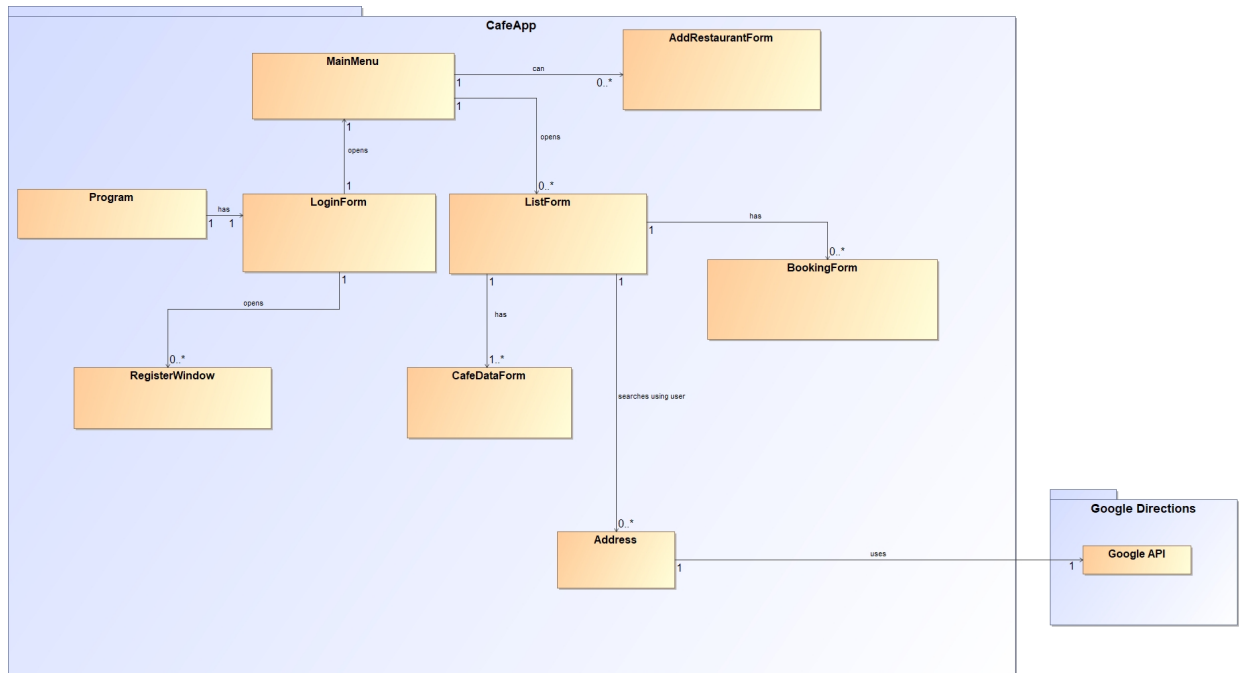 CafeApp
AddRestaurantForm
MainMenu
can
1
0..*
1
opens
1
opens
1
0..*
Program
LoginForm
ListForm
has
1
1
has
1
0..*
BookingForm
1
1
1
opens
has
0..*
1..*
RegisterWindow
CafeDataForm
searches using user
0..*
Address
Google Directions
uses
Google API
1
1